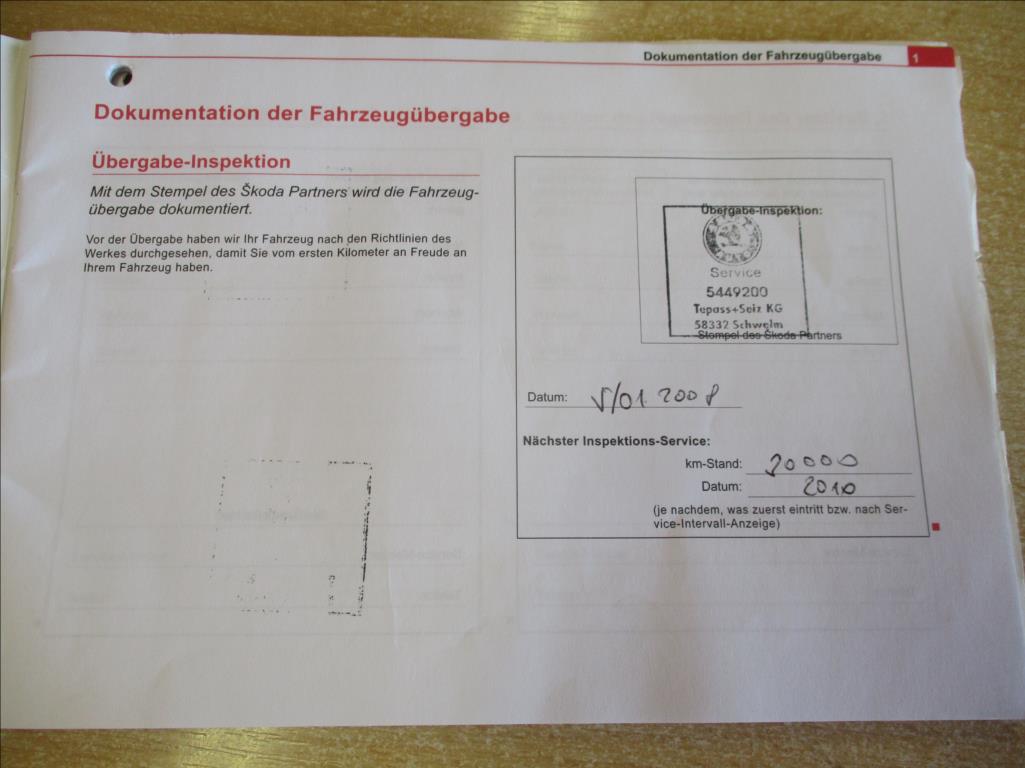 Dokumentation der Fahrzeugübergabe 1
Dokumentation der Fahrzeugübergabe
Übergabe-Inspektion
Mit dem Stempel des Škoda Partners wird die Fahrzeug-
übergabe dokumentiert.
Vor der Übergabe haben wir Ihr Fahrzeug nach den Richtlinien des
Werkes durchgesehen, damit Sie vom ersten Kilometer an Freude an
Ihrem Fahrzeug haben.
Übergabe-Inspektion:
Service
5449200
Tepass+Seiz KG
58332 Schwelm
Stempel des Škoda Partners
Datum: /01 2008
Nächster Inspektions-Service:
km-Stand: 30000
Datum: 2010
(je nachdem, was zuerst eintritt bzw. nach Ser-
vice-Intervall-Anzeige)